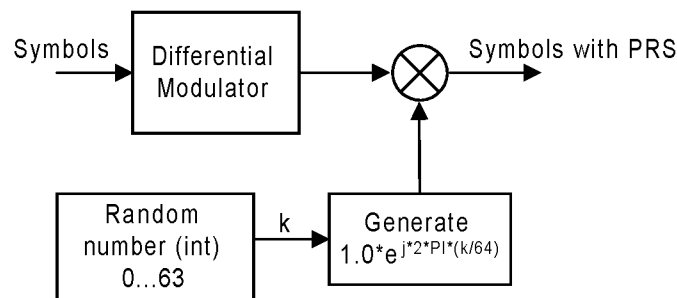 Symbols
Differential
Modulator
Symbols with PRS
Random
number (int)
0...63
k
Generate
1.0*e j*2*PI*(k/64)